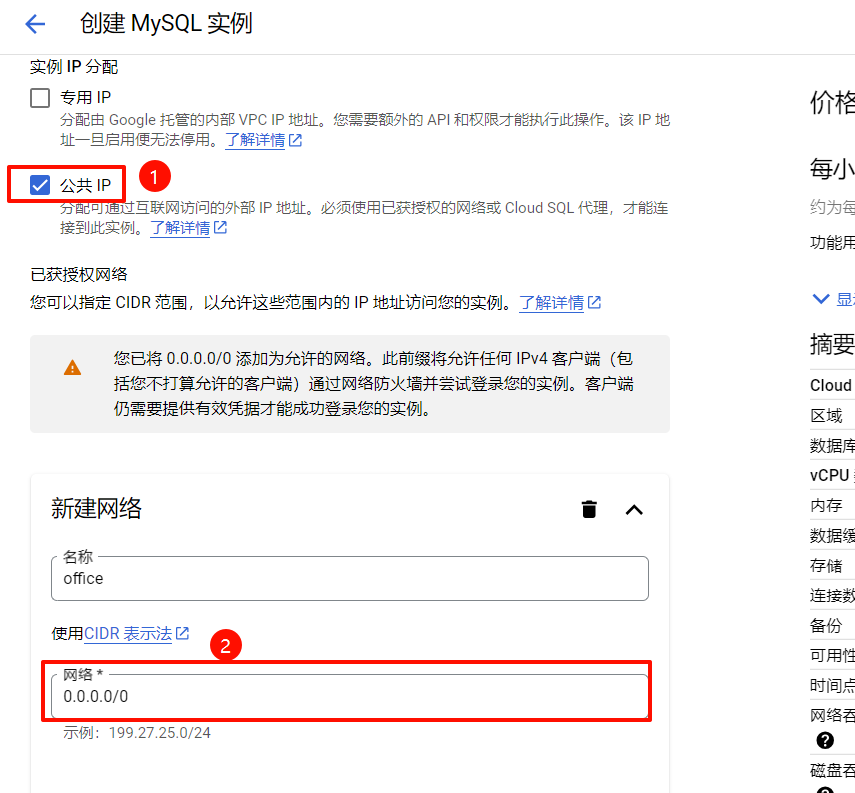 创建 MySQL 实例
实例 IP 分配
专用 IP
分配由 Google 托管的内部 VPC IP 地址。您需要额外的 API 和权限才能执行此操作。该 IP 地
址一旦启用便无法停用。了解详情
公共 IP
1
分配可通过互联网访问的外部 IP 地址。必须使用已获授权的网络或 Cloud SQL 代理，才能连
接到此实例。了解详情
已获授权网络
您可以指定 CIDR 范围，以允许这些范围内的 IP 地址访问您的实例。了解详情
您已将 0.0.0.0/0 添加为允许的网络。此前缀将允许任何 IPv4 客户端（包
括您不打算允许的客户端）通过网络防火墙并尝试登录您的实例。客户端
仍需要提供有效凭据才能成功登录您的实例。
新建网络
名称
office
使用CIDR 表示法
2
网络 *
0.0.0.0/0
示例：199.27.25.0/24
价格
每小
约为每
功能用
显示
摘要
Cloud
区域
数据库
vCPU
内存
数据缓
存储
连接数
备份
可用性
时间点
网络吞
?
磁盘吞